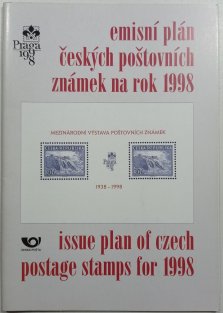 Praga
1998
emisní plán
českých poštovních
známek na rok 1998
MEZINÁRODNÍ VÝSTAVA POŠTOVNÍCH ZNÁMEK
1938 - 1998
issue plan of czech
postage stamps for 1998